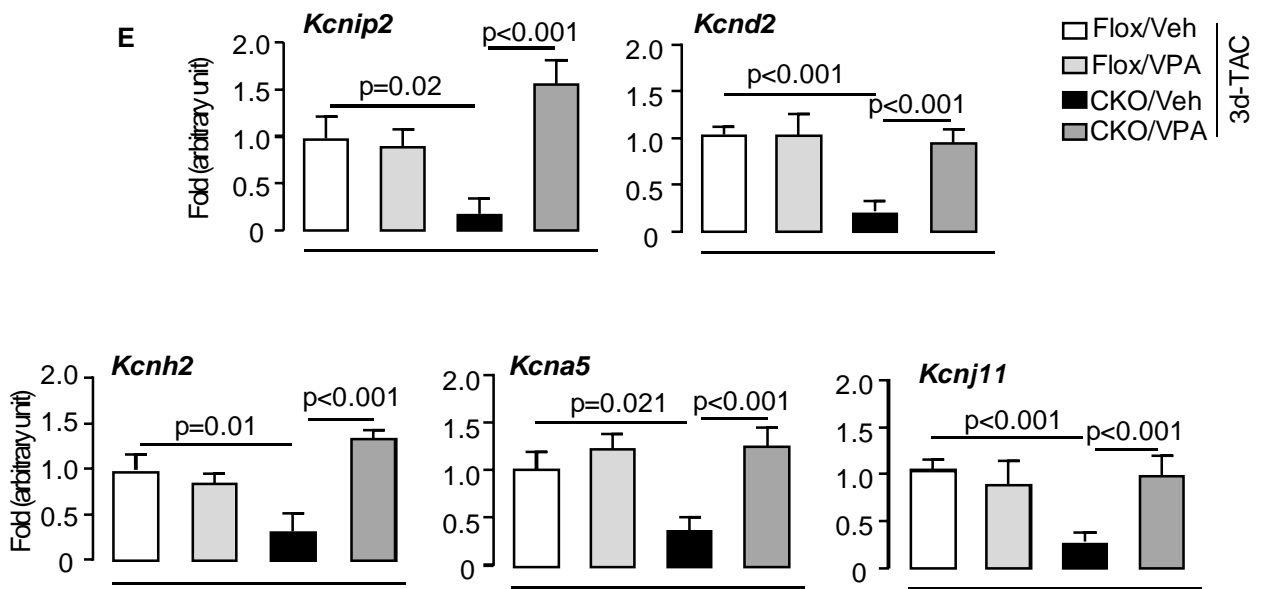 E
Kcnip2
Fold (arbitrary unit)
2.0
1.5
1.0
0.5
0
p=0.02
p<0.001
Kcnd2
2.0
1.5
1.0
0.5
0
p<0.001
p<0.001
Flox/Veh
Flox/VPA
CKO/Veh
CKO/VPA
3d-TAC
Kcnh2
Fold (arbitrary unit)
2.0
1.5
1.0
0.5
0
p=0.01
p<0.001
Kcna5
2.0
1.5
1.0
0.5
0
p=0.021
p<0.001
Kcnj11
2.0
1.5
1.0
0.5
0
p<0.001
p<0.001